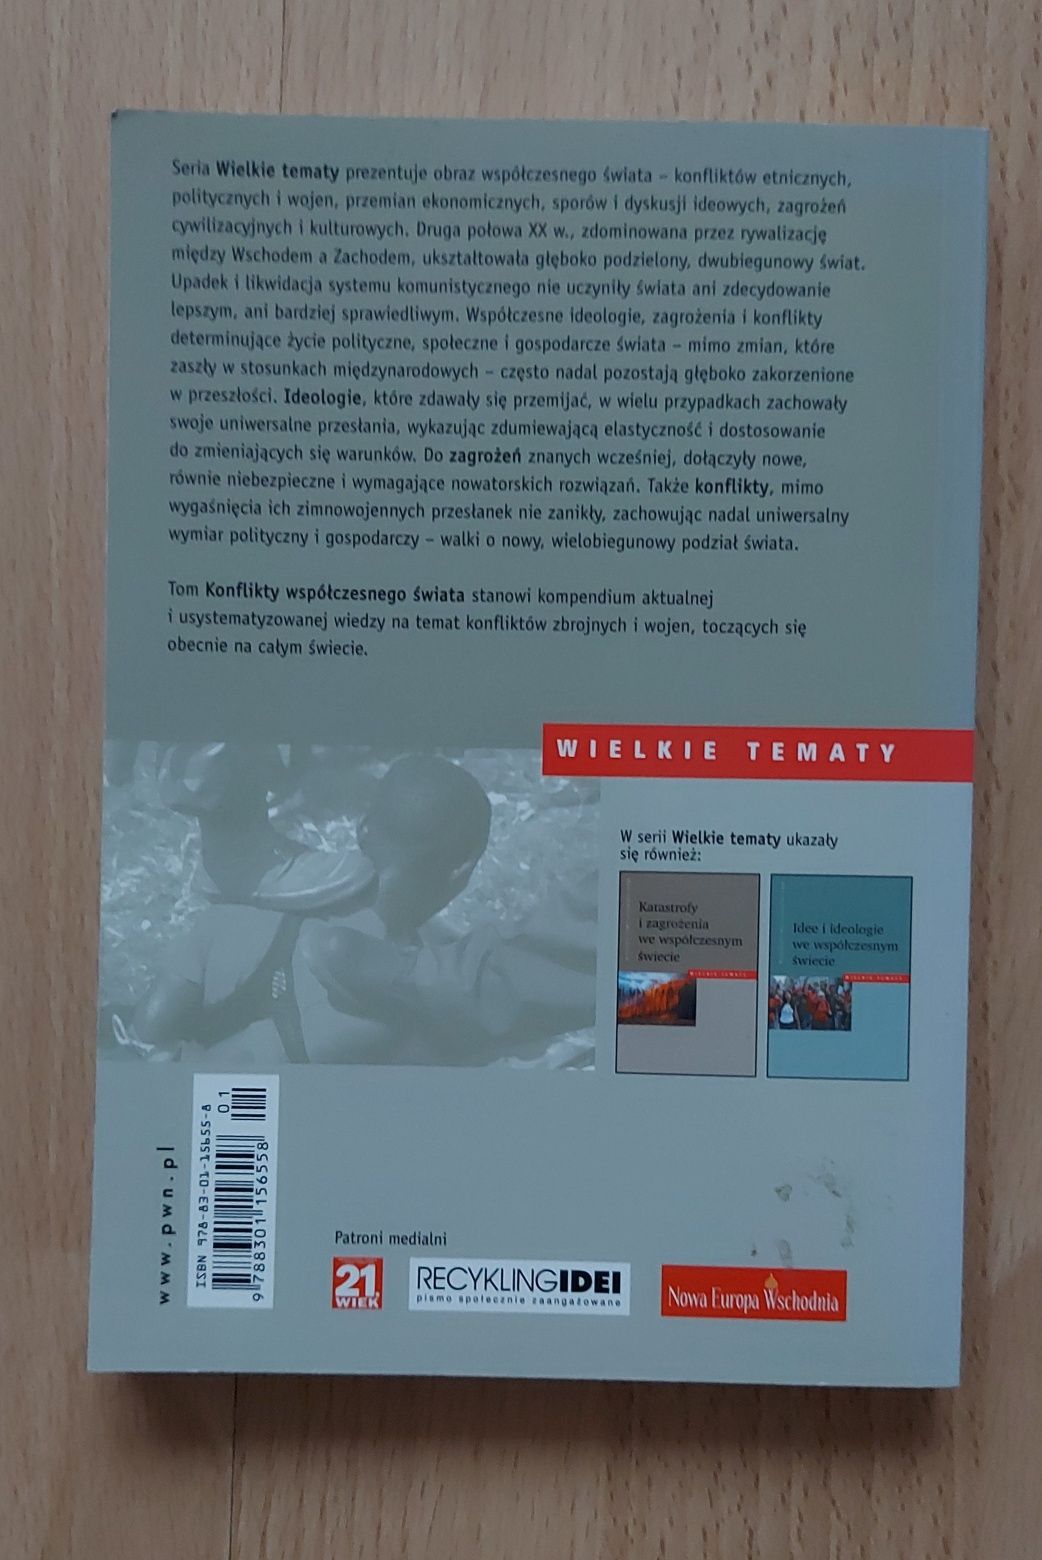 Seria Wielkie tematy prezentuje obraz współczesnego świata – konfliktów etnicznych,
politycznych i wojen, przemian ekonomicznych, sporów i dyskusji ideowych, zagrożeń
cywilizacyjnych i kulturowych. Druga połowa XX w., zdominowana przez rywalizację
między Wschodem a Zachodem, ukształtowała głęboko podzielony, dwubiegunowy świat.
Upadek i likwidacja systemu komunistycznego nie uczyniły świata ani zdecydowanie
lepszym, ani bardziej sprawiedliwym. Współczesne ideologie, zagrożenia i konflikty
determinujące życie polityczne, społeczne i gospodarcze świata – mimo zmian, które
zaszły w stosunkach międzynarodowych – często nadal pozostają głęboko zakorzenione
w przeszłości. Ideologie, które zdawały się przemijać, w wielu przypadkach zachowały
swoje uniwersalne przesłania, wykazując zdumiewającą elastyczność i dostosowanie
do zmieniających się warunków. Do zagrożeń znanych wcześniej, dołączyły nowe,
równie niebezpieczne i wymagające nowatorskich rozwiązań. Także konflikty, mimo
wygaśnięcia ich zimnowojennych przesłanek nie zanikły, zachowując nadal uniwersalny
wymiar polityczny i gospodarczy – walki o nowy, wielobiegunowy podział świata.
Tom Konflikty współczesnego świata stanowi kompendium aktualnej
i usystematyzowanej wiedzy na temat konfliktów zbrojnych i wojen, toczących się
obecnie na całym świecie.
WIELKIE TEMATY
W serii Wielkie tematy ukazały
się również:
Katastrofy
i zagrożenia
we współczesnym
świecie
WIELKIE TEMATY
Idee i ideologie
we współczesnym
świecie
WIELKIE TEMATY
www.pwn.pl
ISBN 978-83-01-15655-8
01
9 788301 156558
Patroni medialni
21.
WIEK
RECYKLINGIDEI
pismo społecznie zaangażowane
Nowa Europa Wschodnia